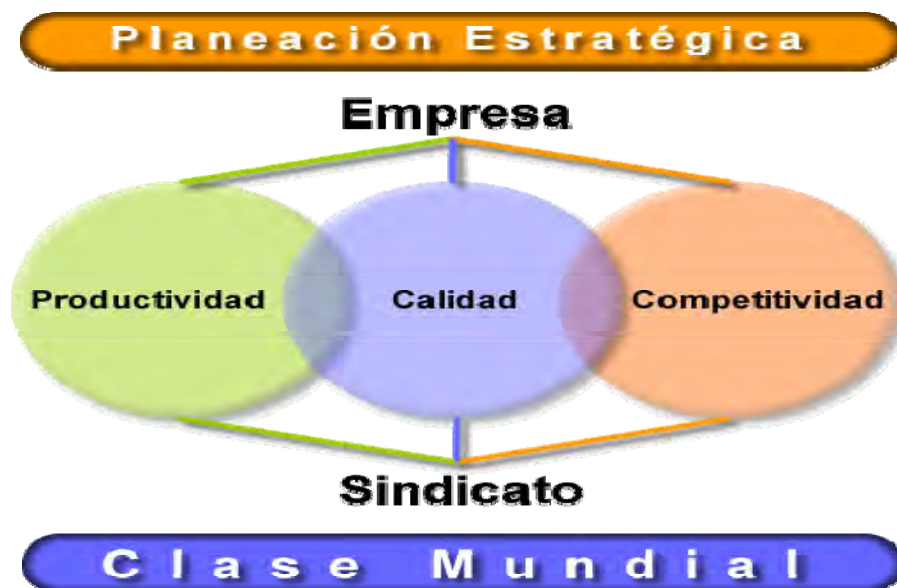 Planeación Estratégica
Empresa
Productividad Calidad Competitividad
Sindicato
Clase Mundial